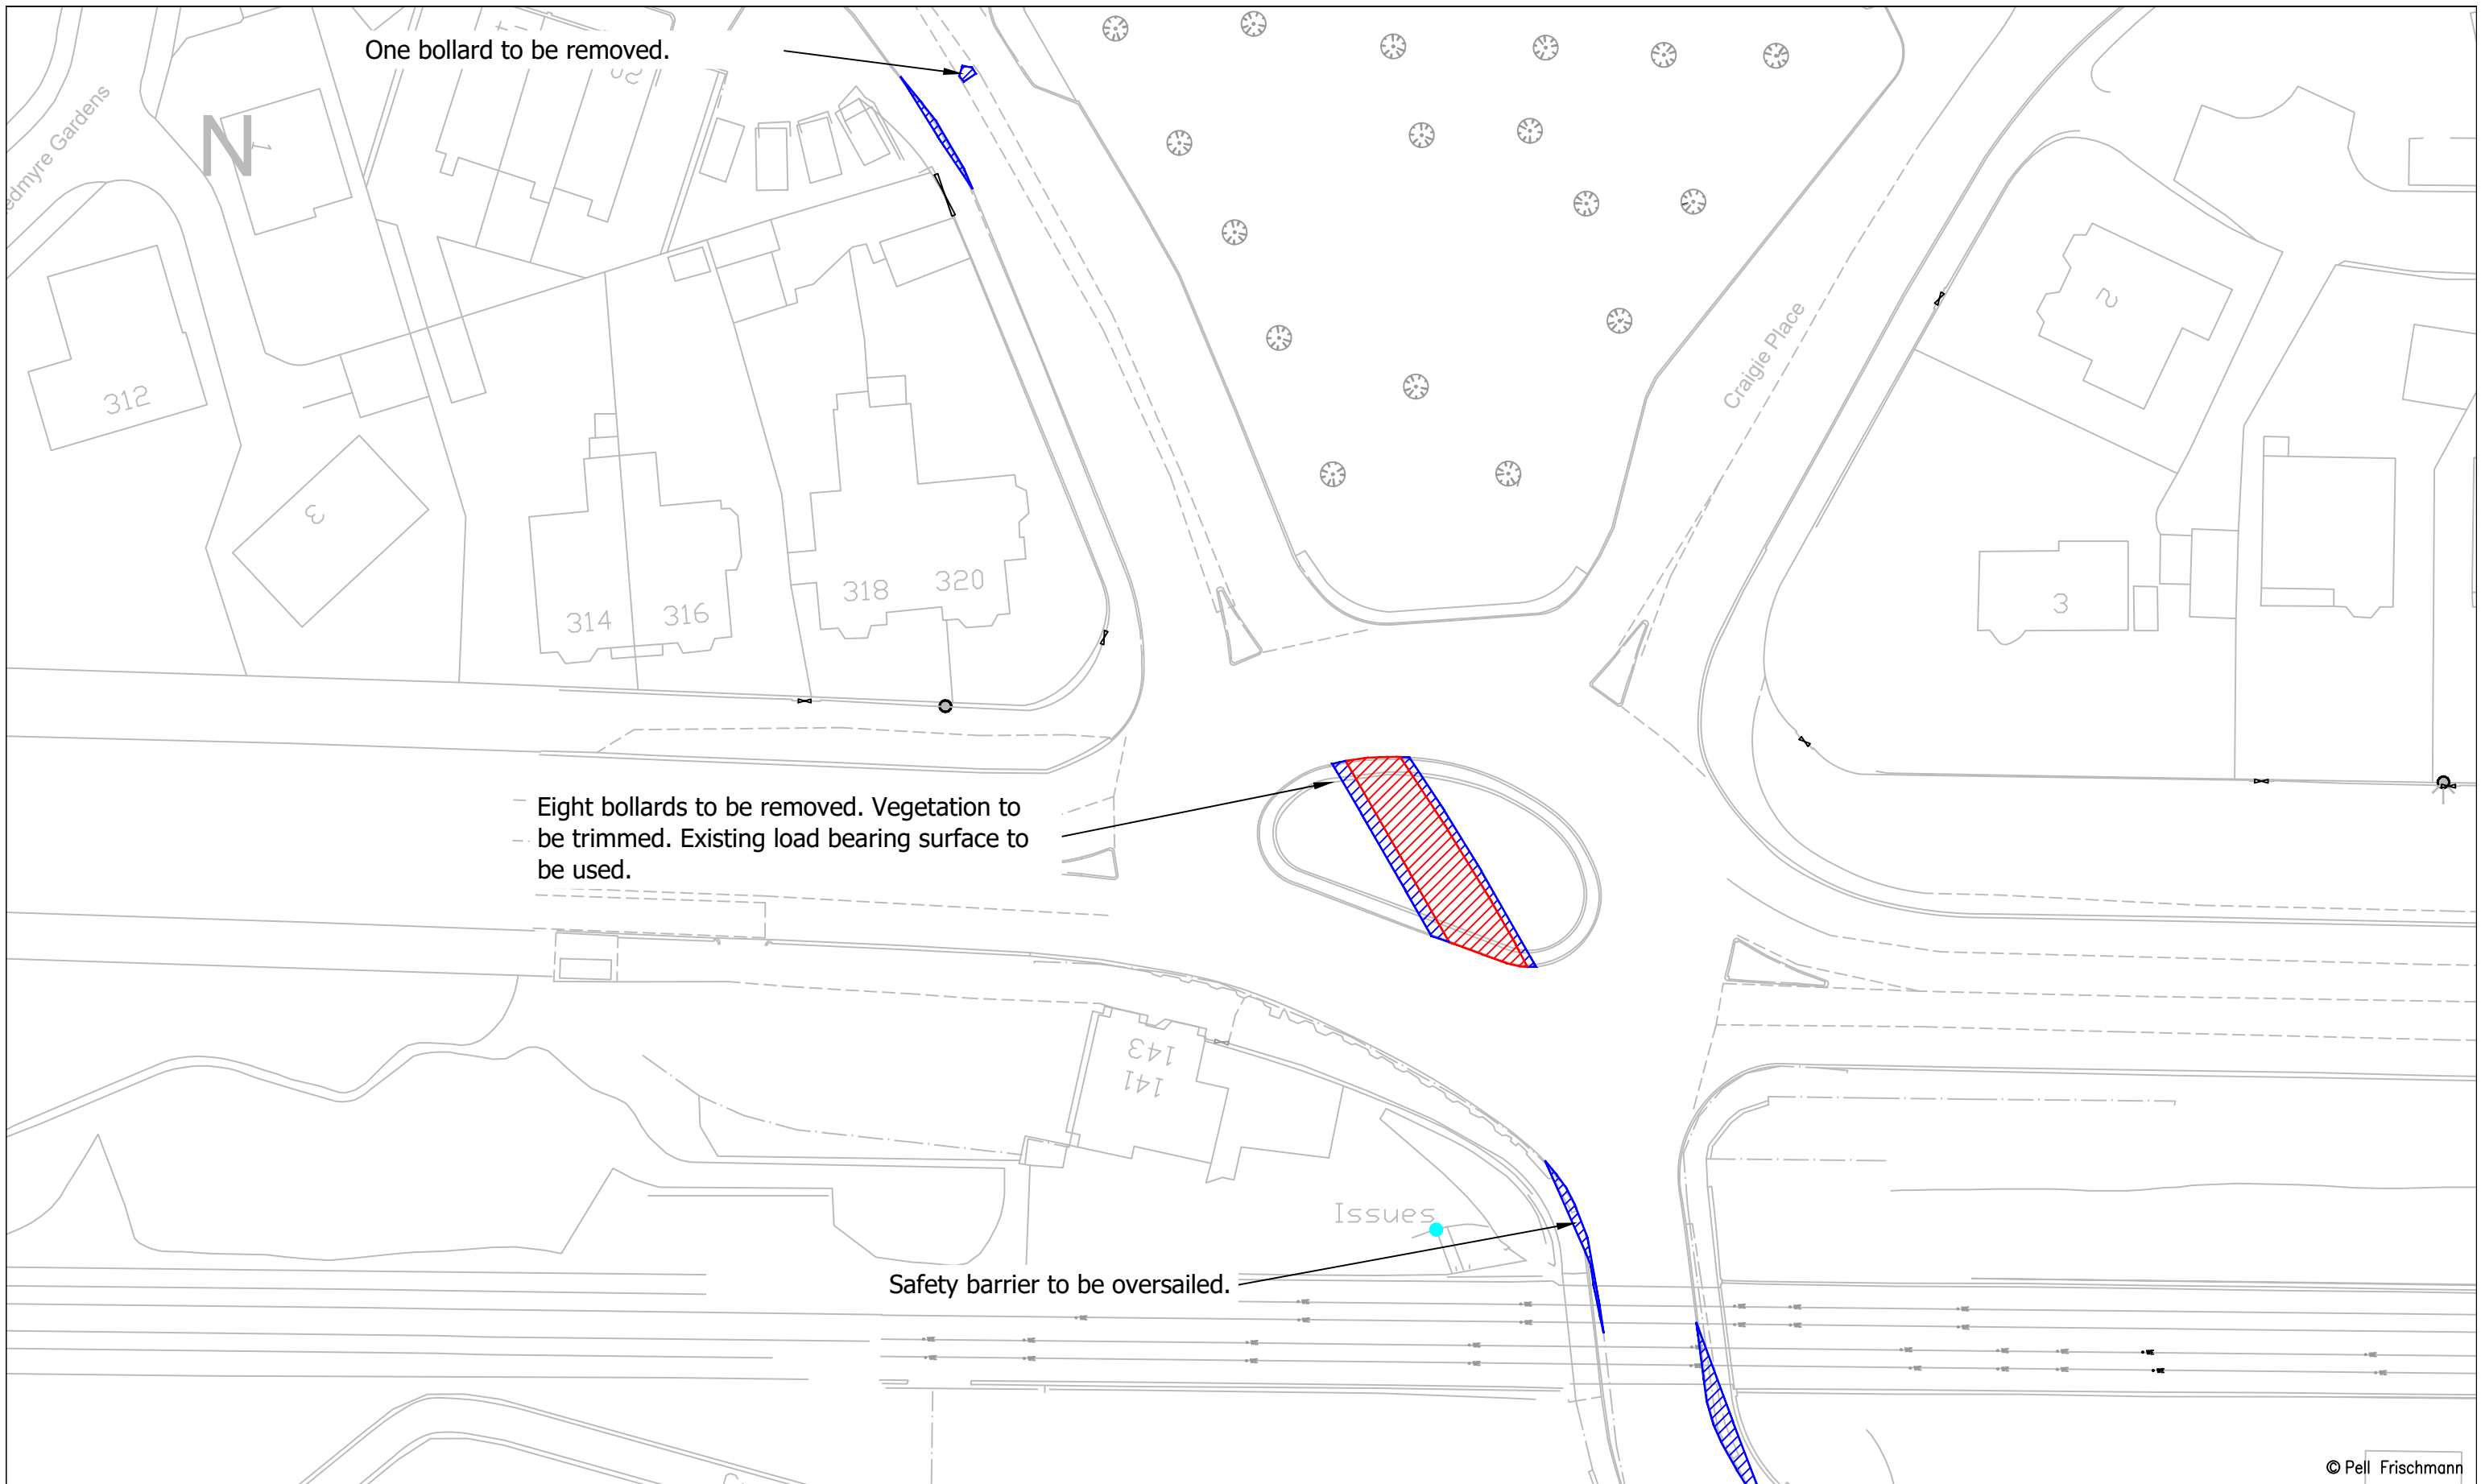 One bollard to be removed.
edmyre Gardens
N
1
20
2
Craigie Place
312
3
318
320
314
316
3
Eight bollards to be removed. Vegetation to
be trimmed. Existing load bearing surface to
be used.
143
141
Issues
Safety barrier to be oversailed.
© Pell Frischmann